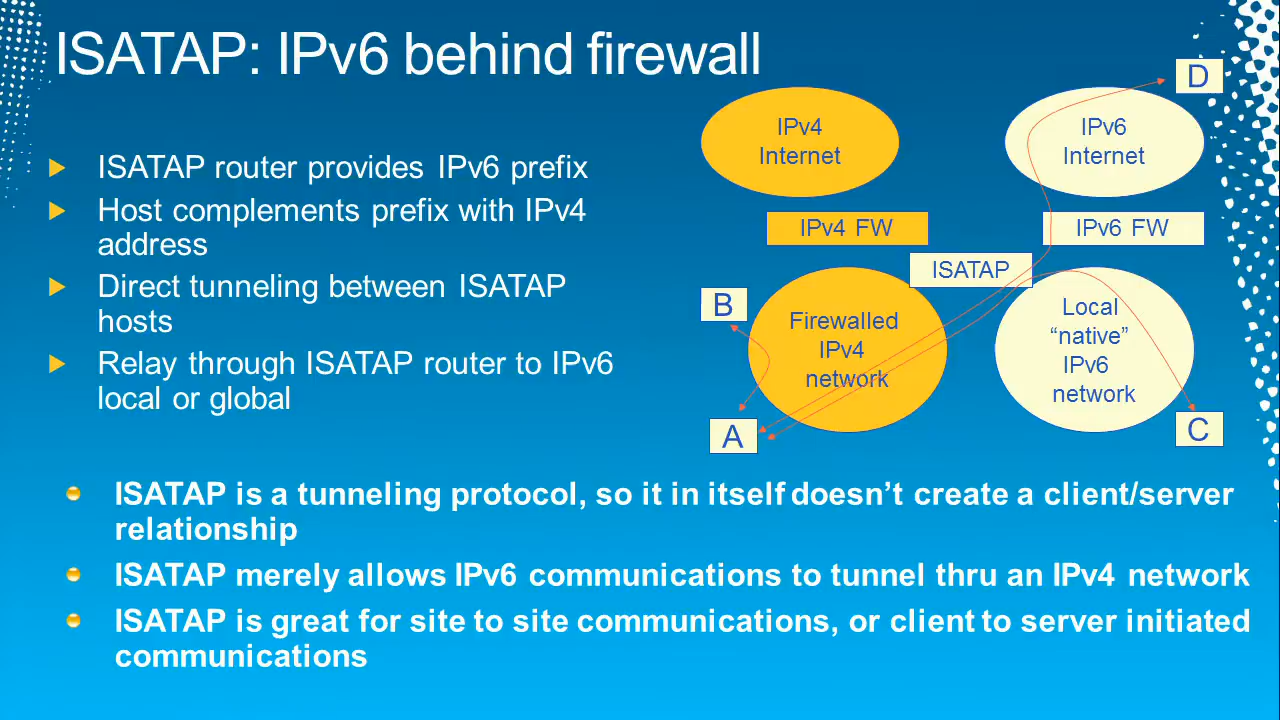 ISATAP: IPv6 behind firewall
ISATAP router provides IPv6 prefix
Host complements prefix with IPv4
address
Direct tunneling between ISATAP
hosts
Relay through ISATAP router to IPv6
local or global
IPv4
Internet
IPv6
Internet
D
IPv4 FW
IPv6 FW
ISATAP
B
Firewalled
IPv4
network
Local
“native”
IPv6
network
A
C
ISATAP is a tunneling protocol, so it in itself doesn’t create a client/server
relationship
ISATAP merely allows IPv6 communications to tunnel thru an IPv4 network
ISATAP is great for site to site communications, or client to server initiated
communications